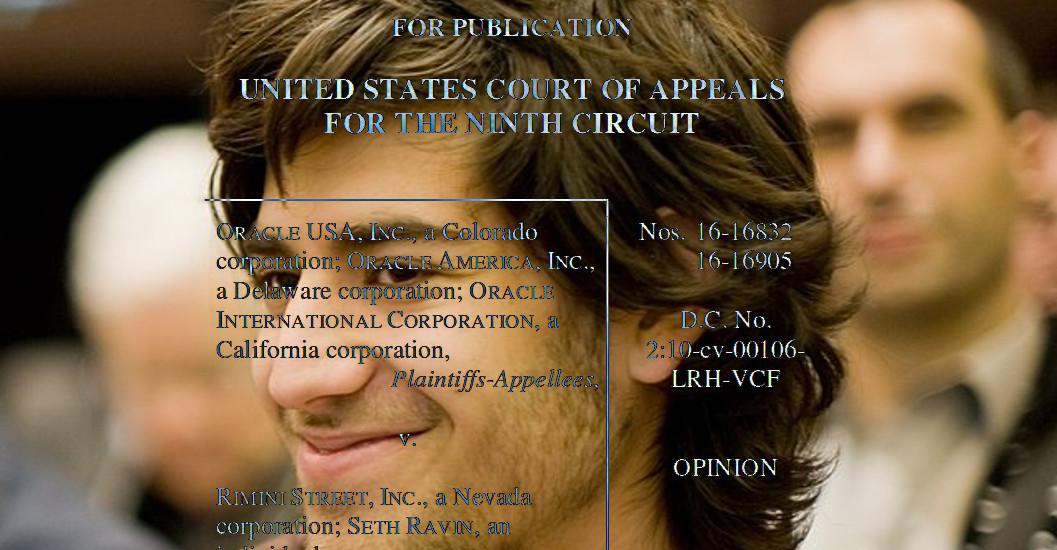 FOR PUBLICATION
UNITED STATES COURT OF APPEALS
FOR THE NINTH CIRCUIT
ORACLE USA, INC., a Colorado
corporation; ORACLE AMERICA, INC.,
a Delaware corporation; ORACLE
INTERNATIONAL CORPORATION, a
California corporation,
Plaintiffs-Appellees,
v.
RIMINI STREET, INC., a Nevada
corporation; SETH RAVIN, an
Nos. 16-16832
16-16905
D.C. No.
2:10-cv-00106-
LRH-VCF
OPINION